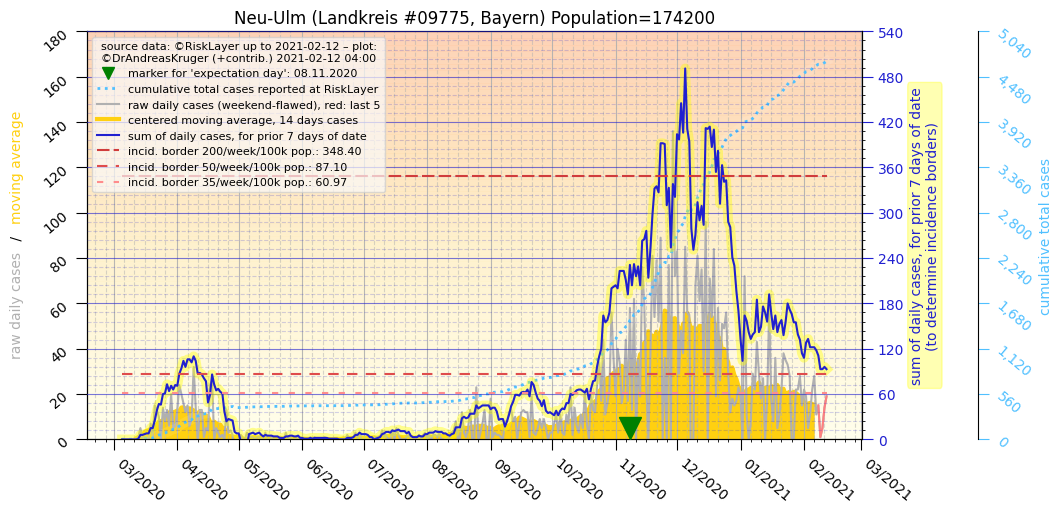 Neu-Ulm (Landkreis #09775, Bayern) Population=174200
source data: ©RiskLayer up to 2021-02-12 – plot:
©DrAndreasKruger (+contrib.) 2021-02-12 04:00
marker for 'expectation day': 08.11.2020
cumulative total cases reported at RiskLayer
raw daily cases (weekend-flawed), red: last 5
centered moving average, 14 days cases
sum of daily cases, for prior 7 days of date
incid. border 200/week/100k pop.: 348.40
incid. border 50/week/100k pop.: 87.10
incid. border 35/week/100k pop.: 60.97
raw daily cases / moving average
180
160
140
120
100
80
60
40
20
0
540
480
420
360
300
240
180
120
60
0
sum of daily cases, for prior 7 days of date
(to determine incidence borders)
5,040
4,480
3,920
3,360
2,800
2,240
1,680
1,120
560
0
cumulative total cases
03/2020
04/2020
05/2020
06/2020
07/2020
08/2020
09/2020
10/2020
11/2020
12/2020
01/2021
02/2021
03/2021